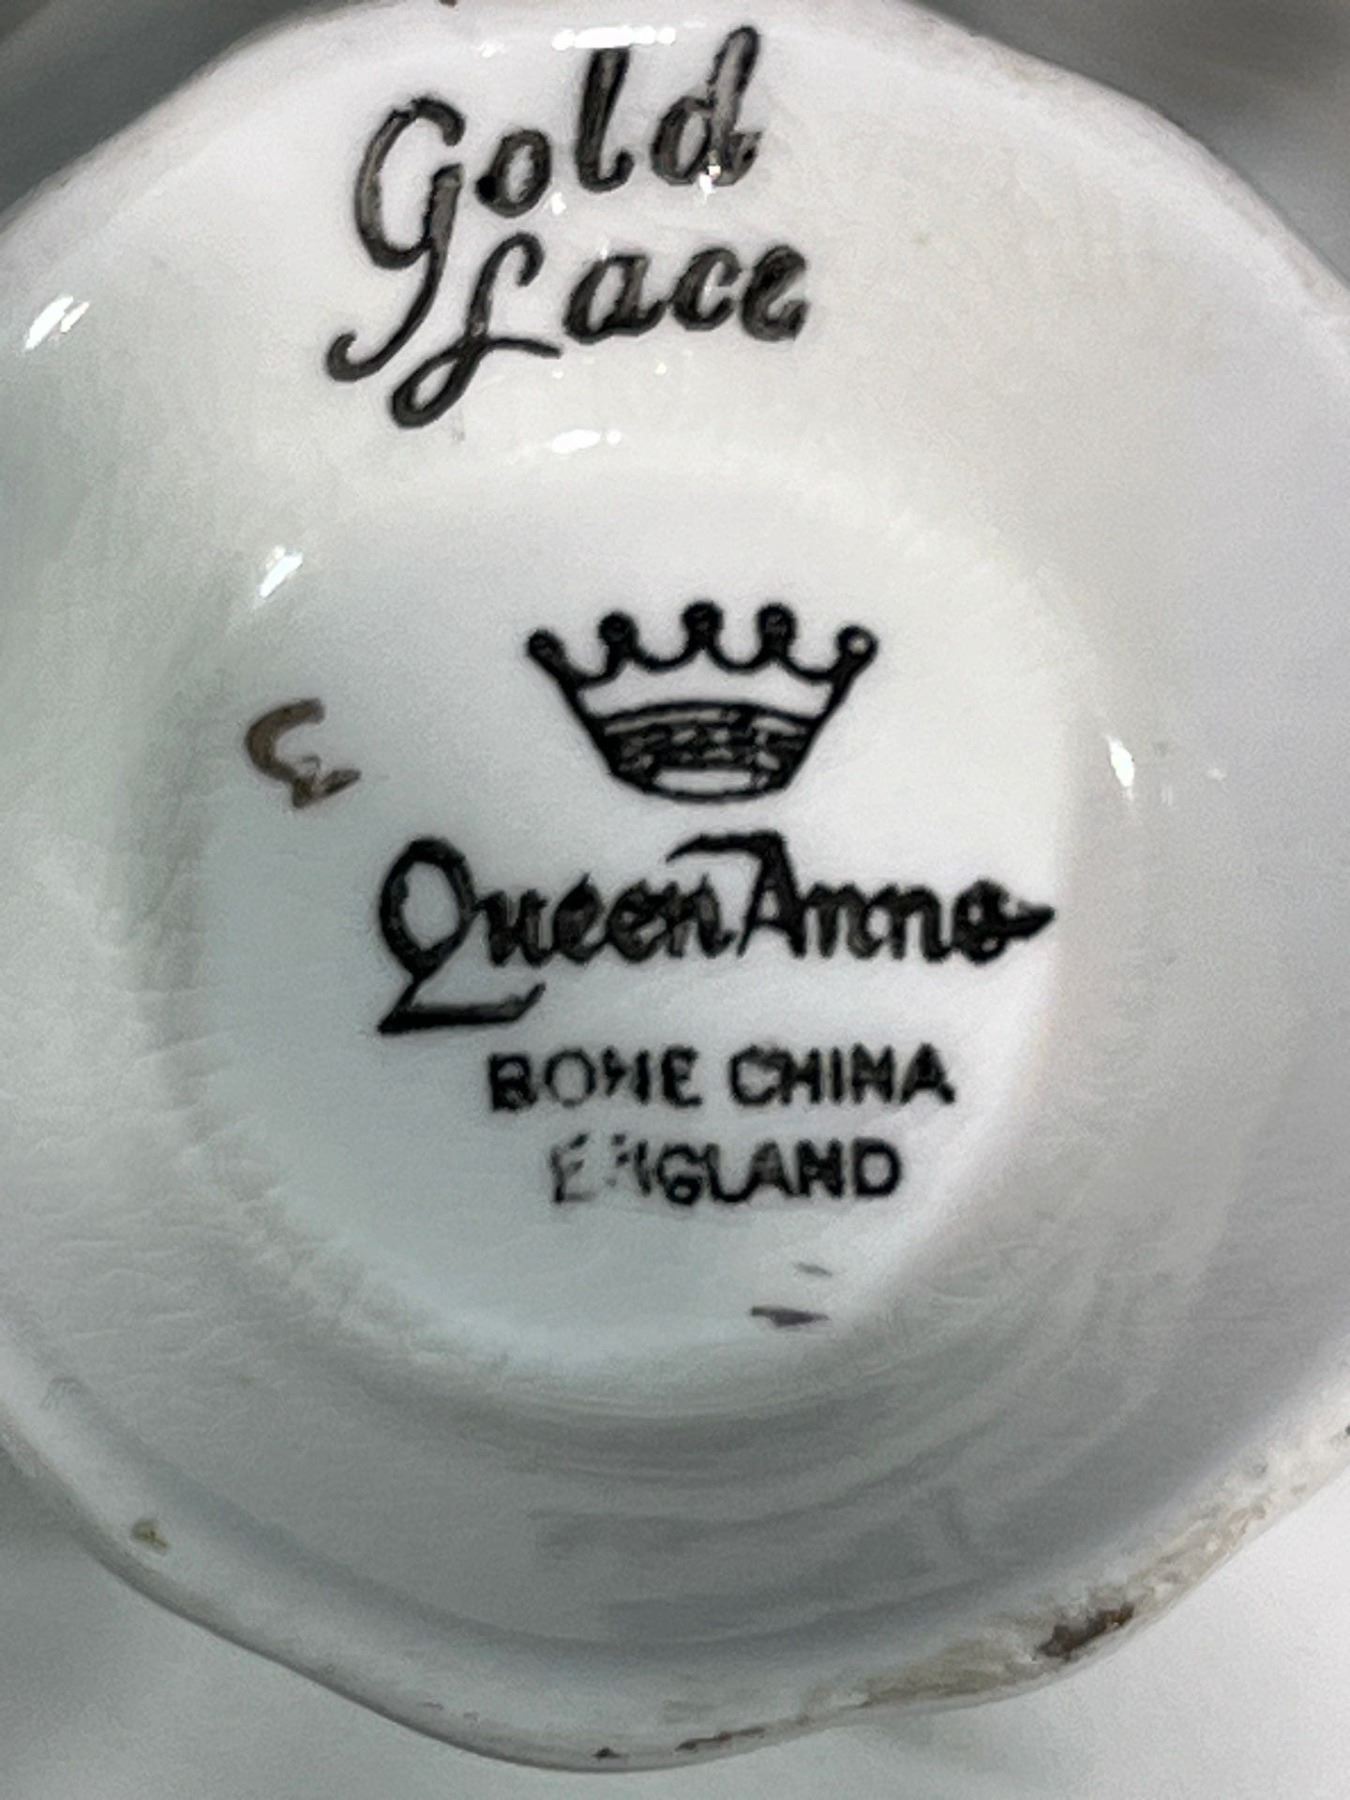 Gold
Lace
Queen Anne
BONE CHINA
ENGLAND